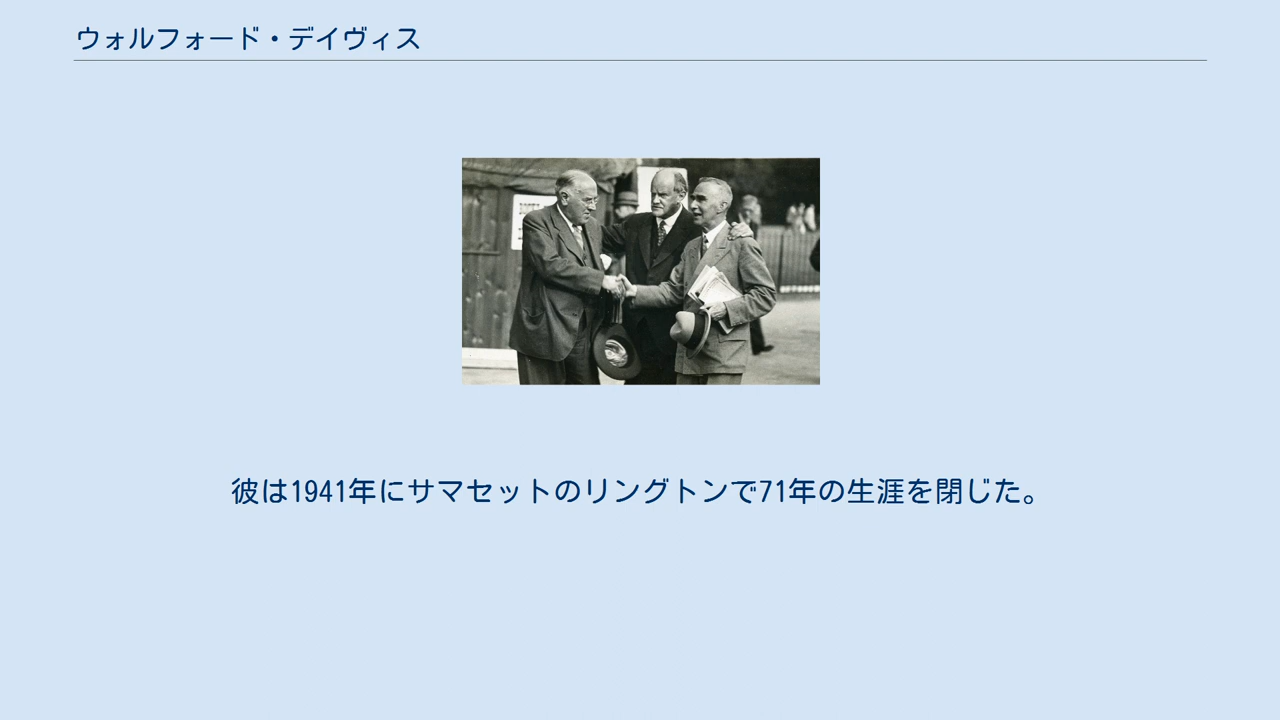 ウォルフォード・デイヴィス
彼は1941年にサマセットのリングトンで71年の生涯を閉じた。